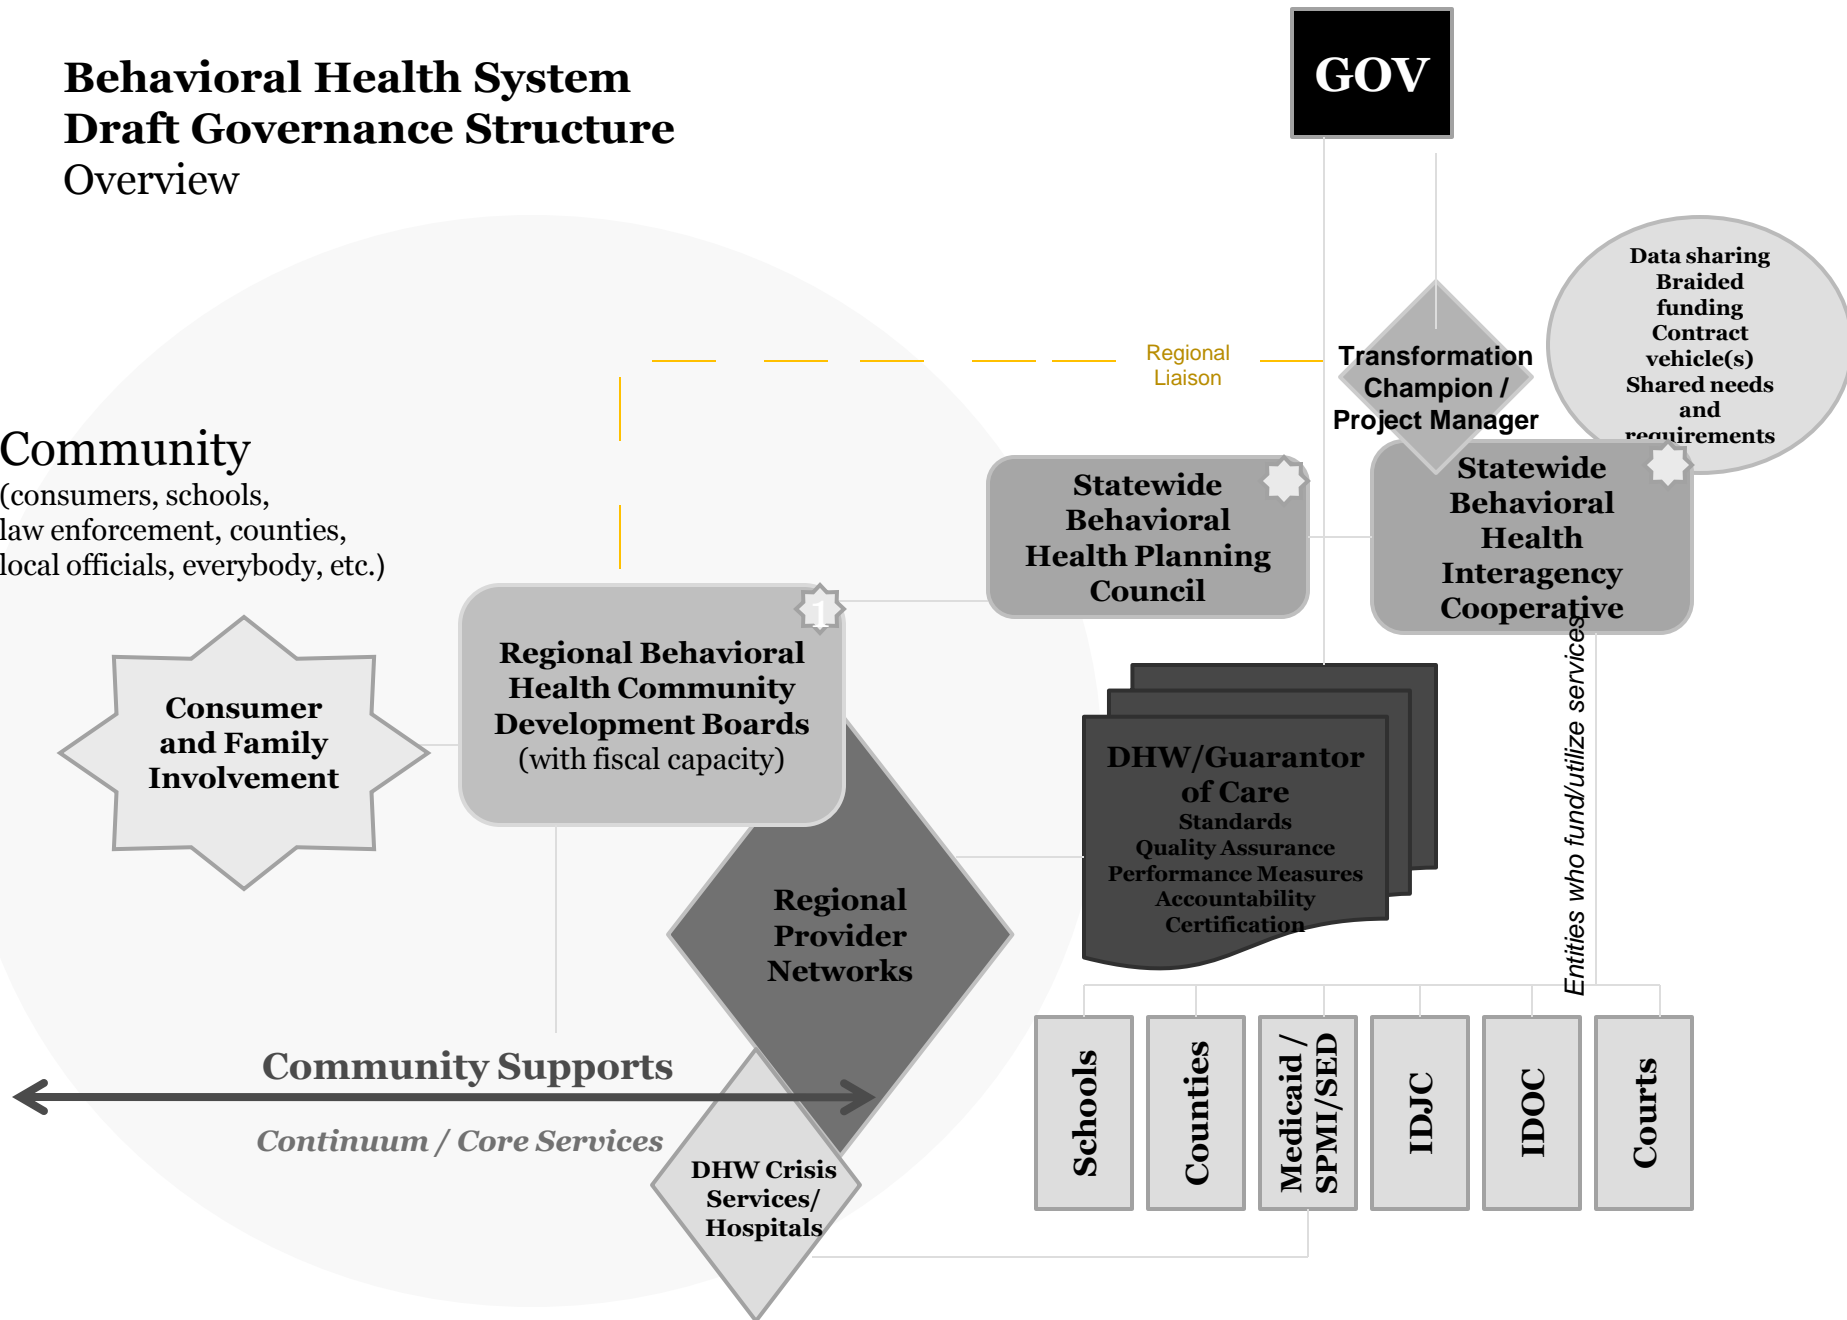 Behavioral Health System
Draft Governance Structure
Overview
GOV
Data sharing
Braided
funding
Contract
vehicle(s)
Shared needs
and
requirements
Regional
Liaison
Transformation
Champion /
Project Manager
Community
(consumers, schools,
law enforcement, counties,
local officials, everybody, etc.)
Statewide
Behavioral
Health Planning
Council
Statewide
Behavioral
Health
Interagency
Cooperative
1
Regional Behavioral
Health Community
Development Boards
(with fiscal capacity)
Consumer
and Family
Involvement
Entities who fund/utilize services
DHW/Guarantor
of Care
Standards
Quality Assurance
Performance Measures
Accountability
Certification
Regional
Provider
Networks
Community Supports
Continuum / Core Services
DHW Crisis
Services/
Hospitals
Schools
Counties
Medicaid /
SPMI/SED
IDJC
IDOC
Courts